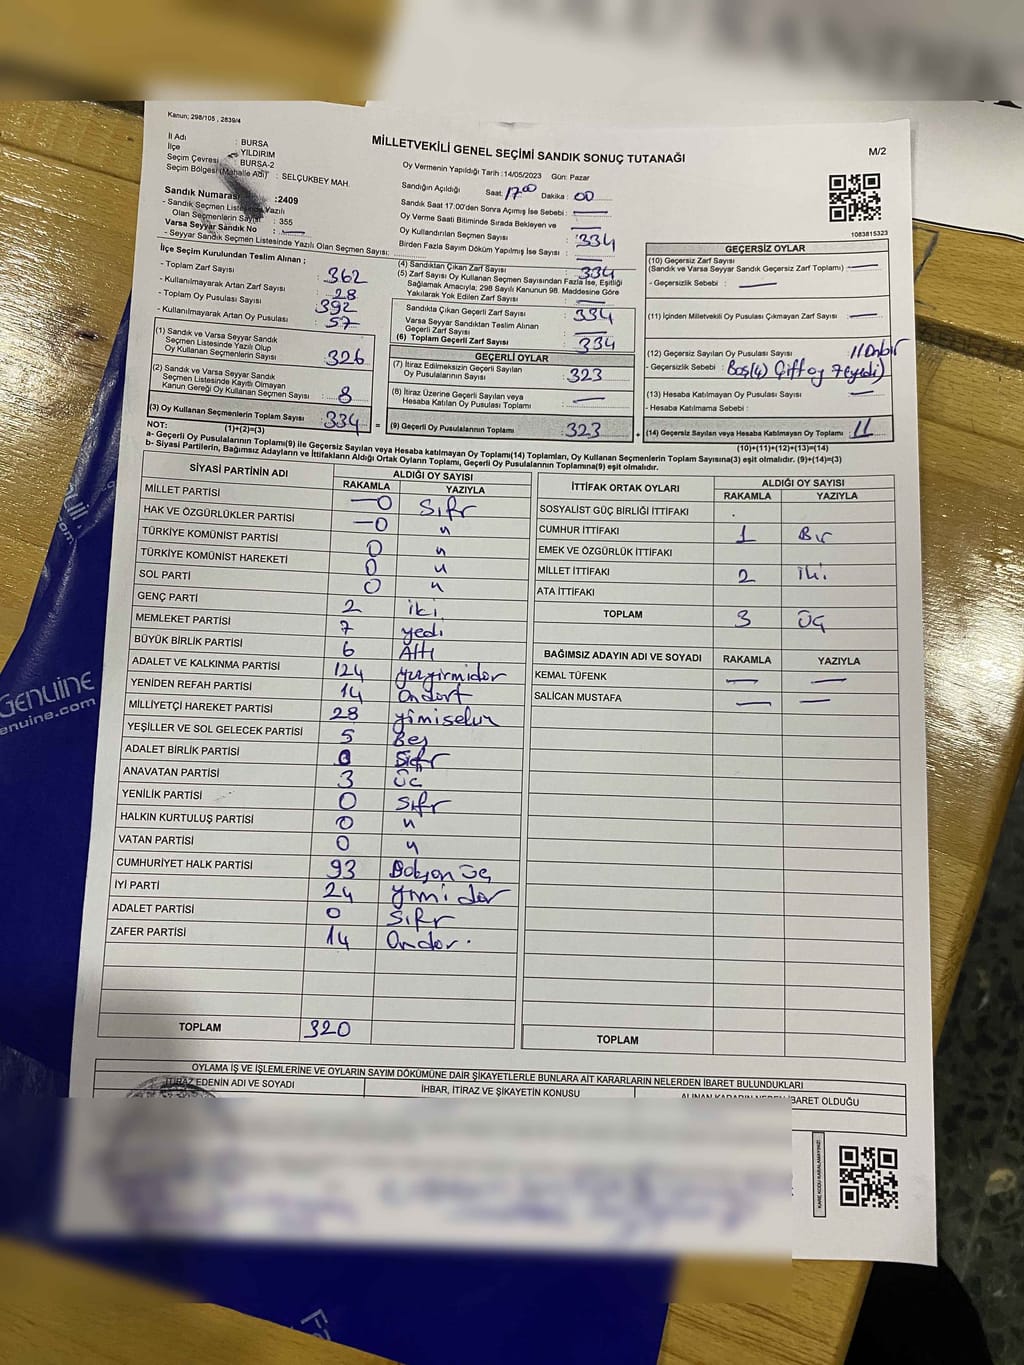 Kanun; 298/105 , 2839/4
MİLLETVEKİLİ GENEL SEÇİMİ SANDIK SONUÇ TUTANAĞI
M/2
İl Adı : BURSA
İlçe : YILDIRIM
Seçim Çevresi : BURSA-2
Seçim Bölgesi (Mahalle Adı) : SELÇUKBEY MAH.
Sandık Numarası :2409
- Sandık Seçmen Listesinde Yazılı
Olan Seçmenlerin Sayısı : 355
Varsa Seyyar Sandık No : —
- Seyyar Sandık Seçmen Listesinde Yazılı Olan Seçmen Sayısı:
Oy Vermenin Yapıldığı Tarih :14/05/2023 Gün: Pazar
Sandığın Açıldığı Saat: 17:00 Dakika : 00
Sandık Saat 17:00'den Sonra Açılmış İse Sebebi : —
Oy Verme Saati Bitiminde Sırada Bekleyen ve
Oy Kullandırılan Seçmen Sayısı : 334
Birden Fazla Sayım Döküm Yapılmış İse Sayısı : —
1083815323
İlçe Seçim Kurulundan Teslim Alınan ;
- Toplam Zarf Sayısı : 362
- Kullanılmayarak Artan Zarf Sayısı : 28
- Toplam Oy Pusulası Sayısı : 392
- Kullanılmayarak Artan Oy Pusulası : 57
(1) Sandık ve Varsa Seyyar Sandık
Seçmen Listesinde Yazılı Olup
Oy Kullanan Seçmenlerin Sayısı : 326
(2) Sandık ve Varsa Seyyar Sandık
Seçmen Listesinde Kayıtlı Olmayan
Kanun Gereği Oy Kullanan Seçmen Sayısı : 8
(3) Oy Kullanan Seçmenlerin Toplam Sayısı : 334
(4) Sandıktan Çıkan Zarf Sayısı : 334
(5) Zarf Sayısı Oy Kullanan Seçmen Sayısından Fazla İse, Eşitliği
Sağlamak Amacıyla; 298 Sayılı Kanunun 98. Maddesine Göre
Yakılarak Yok Edilen Zarf Sayısı : —
Sandıkta Çıkan Geçerli Zarf Sayısı : 334
Varsa Seyyar Sandıktan Teslim Alınan
Geçerli Zarf Sayısı : —
(6) Toplam Geçerli Zarf Sayısı : 334
GEÇERLİ OYLAR
(7) İtiraz Edilmeksizin Geçerli Sayılan
Oy Pusulalarının Sayısı : 323
(8) İtiraz Üzerine Geçerli Sayılan veya
Hesaba Katılan Oy Pusulası Toplamı : —
= (9) Geçerli Oy Pusulalarının Toplamı : 323
GEÇERSİZ OYLAR
(10) Geçersiz Zarf Sayısı
(Sandık ve Varsa Seyyar Sandık Geçersiz Zarf Toplamı) : —
- Geçersizlik Sebebi : —
(11) İçinden Milletvekili Oy Pusulası Çıkmayan Zarf Sayısı : —
(12) Geçersiz Sayılan Oy Pusulası Sayısı : 11 Onbir
- Geçersizlik Sebebi : Boş(4) Çift oy 7(yedi)
(13) Hesaba Katılmayan Oy Pusulası Sayısı : —
- Hesaba Katılmama Sebebi :
+ (14) Geçersiz Sayılan veya Hesaba Katılmayan Oy Toplamı : 11
NOT: (1)+(2)=(3) (10)+(11)+(12)+(13)=(14)
a- Geçerli Oy Pusulalarının Toplamı(9) ile Geçersiz Sayılan veya Hesaba katılmayan Oy Toplamı(14) Toplamları, Oy Kullanan Seçmenlerin Toplam Sayısına(3) eşit olmalıdır. (9)+(14)=(3)
b- Siyasi Partilerin, Bağımsız Adayların ve İttifakların Aldığı Oy Ortak Oyların Toplamı, Geçerli Oy Pusulalarının Toplamına(9) eşit olmalıdır.
SİYASİ PARTİNİN ADI ALDIĞI OY SAYISI
RAKAMLA YAZIYLA
MİLLET PARTİSİ —0 Sıfır
HAK VE ÖZGÜRLÜKLER PARTİSİ —0 "
TÜRKİYE KOMÜNİST PARTİSİ 0 "
TÜRKİYE KOMÜNİST HAREKETİ 0 "
SOL PARTİ 0 "
GENÇ PARTİ 2 iki
MEMLEKET PARTİSİ 7 yedi
BÜYÜK BİRLİK PARTİSİ 6 Altı
ADALET VE KALKINMA PARTİSİ 124 yüzyirmidör
YENİDEN REFAH PARTİSİ 14 Ondört
MİLLİYETÇİ HAREKET PARTİSİ 28 yirmisekiz
YEŞİLLER VE SOL GELECEK PARTİSİ 5 Beş
ADALET BİRLİK PARTİSİ 0 Sıfır
ANAVATAN PARTİSİ 3 üç
YENİLİK PARTİSİ 0 Sıfır
HALKIN KURTULUŞ PARTİSİ 0 "
VATAN PARTİSİ 0 "
CUMHURİYET HALK PARTİSİ 93 Doksan üç
İYİ PARTİ 24 yirmi dör
ADALET PARTİSİ 0 Sıfır
ZAFER PARTİSİ 14 Ondör.
TOPLAM 320
İTTİFAK ORTAK OYLARI ALDIĞI OY SAYISI
RAKAMLA YAZIYLA
SOSYALİST GÜÇ BİRLİĞİ İTTİFAKI
CUMHUR İTTİFAKI 1 Bir
EMEK VE ÖZGÜRLÜK İTTİFAKI
MİLLET İTTİFAKI 2 iki
ATA İTTİFAKI
TOPLAM 3 üç
BAĞIMSIZ ADAYIN ADI VE SOYADI RAKAMLA YAZIYLA
KEMAL TÜFENK — —
SALİCAN MUSTAFA — —
TOPLAM
OYLAMA İŞ VE İŞLEMLERİNE VE OYLARIN SAYIM DÖKÜMÜNE DAİR ŞİKAYETLERLE BUNLARA AİT KARARLARIN NELERDEN İBARET BULUNDUKLARI
İTİRAZ EDENİN ADI VE SOYADI İHBAR, İTİRAZ VE ŞİKAYETİN KONUSU ALINAN KARARIN NEDEN İBARET OLDUĞU
KARE KODU KARALAMAYINIZ!
Genuine
enuine.com